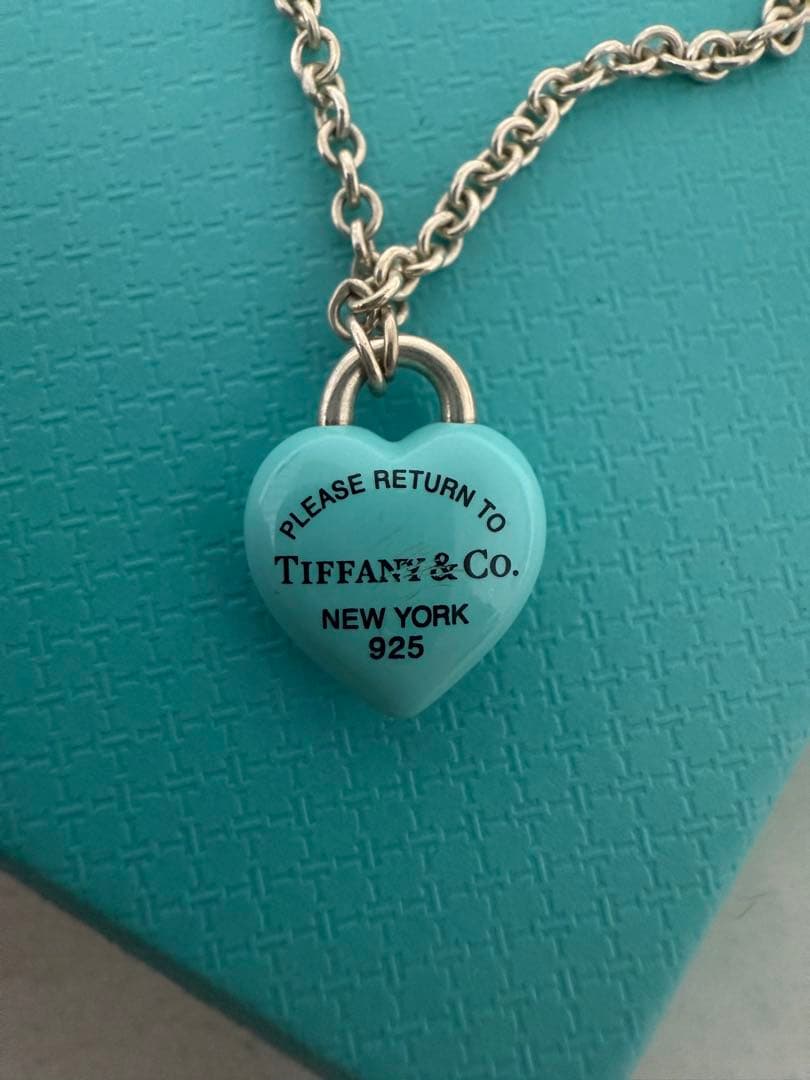 PLEASE RETURN TO
TIFFANY & CO.
NEW YORK
925